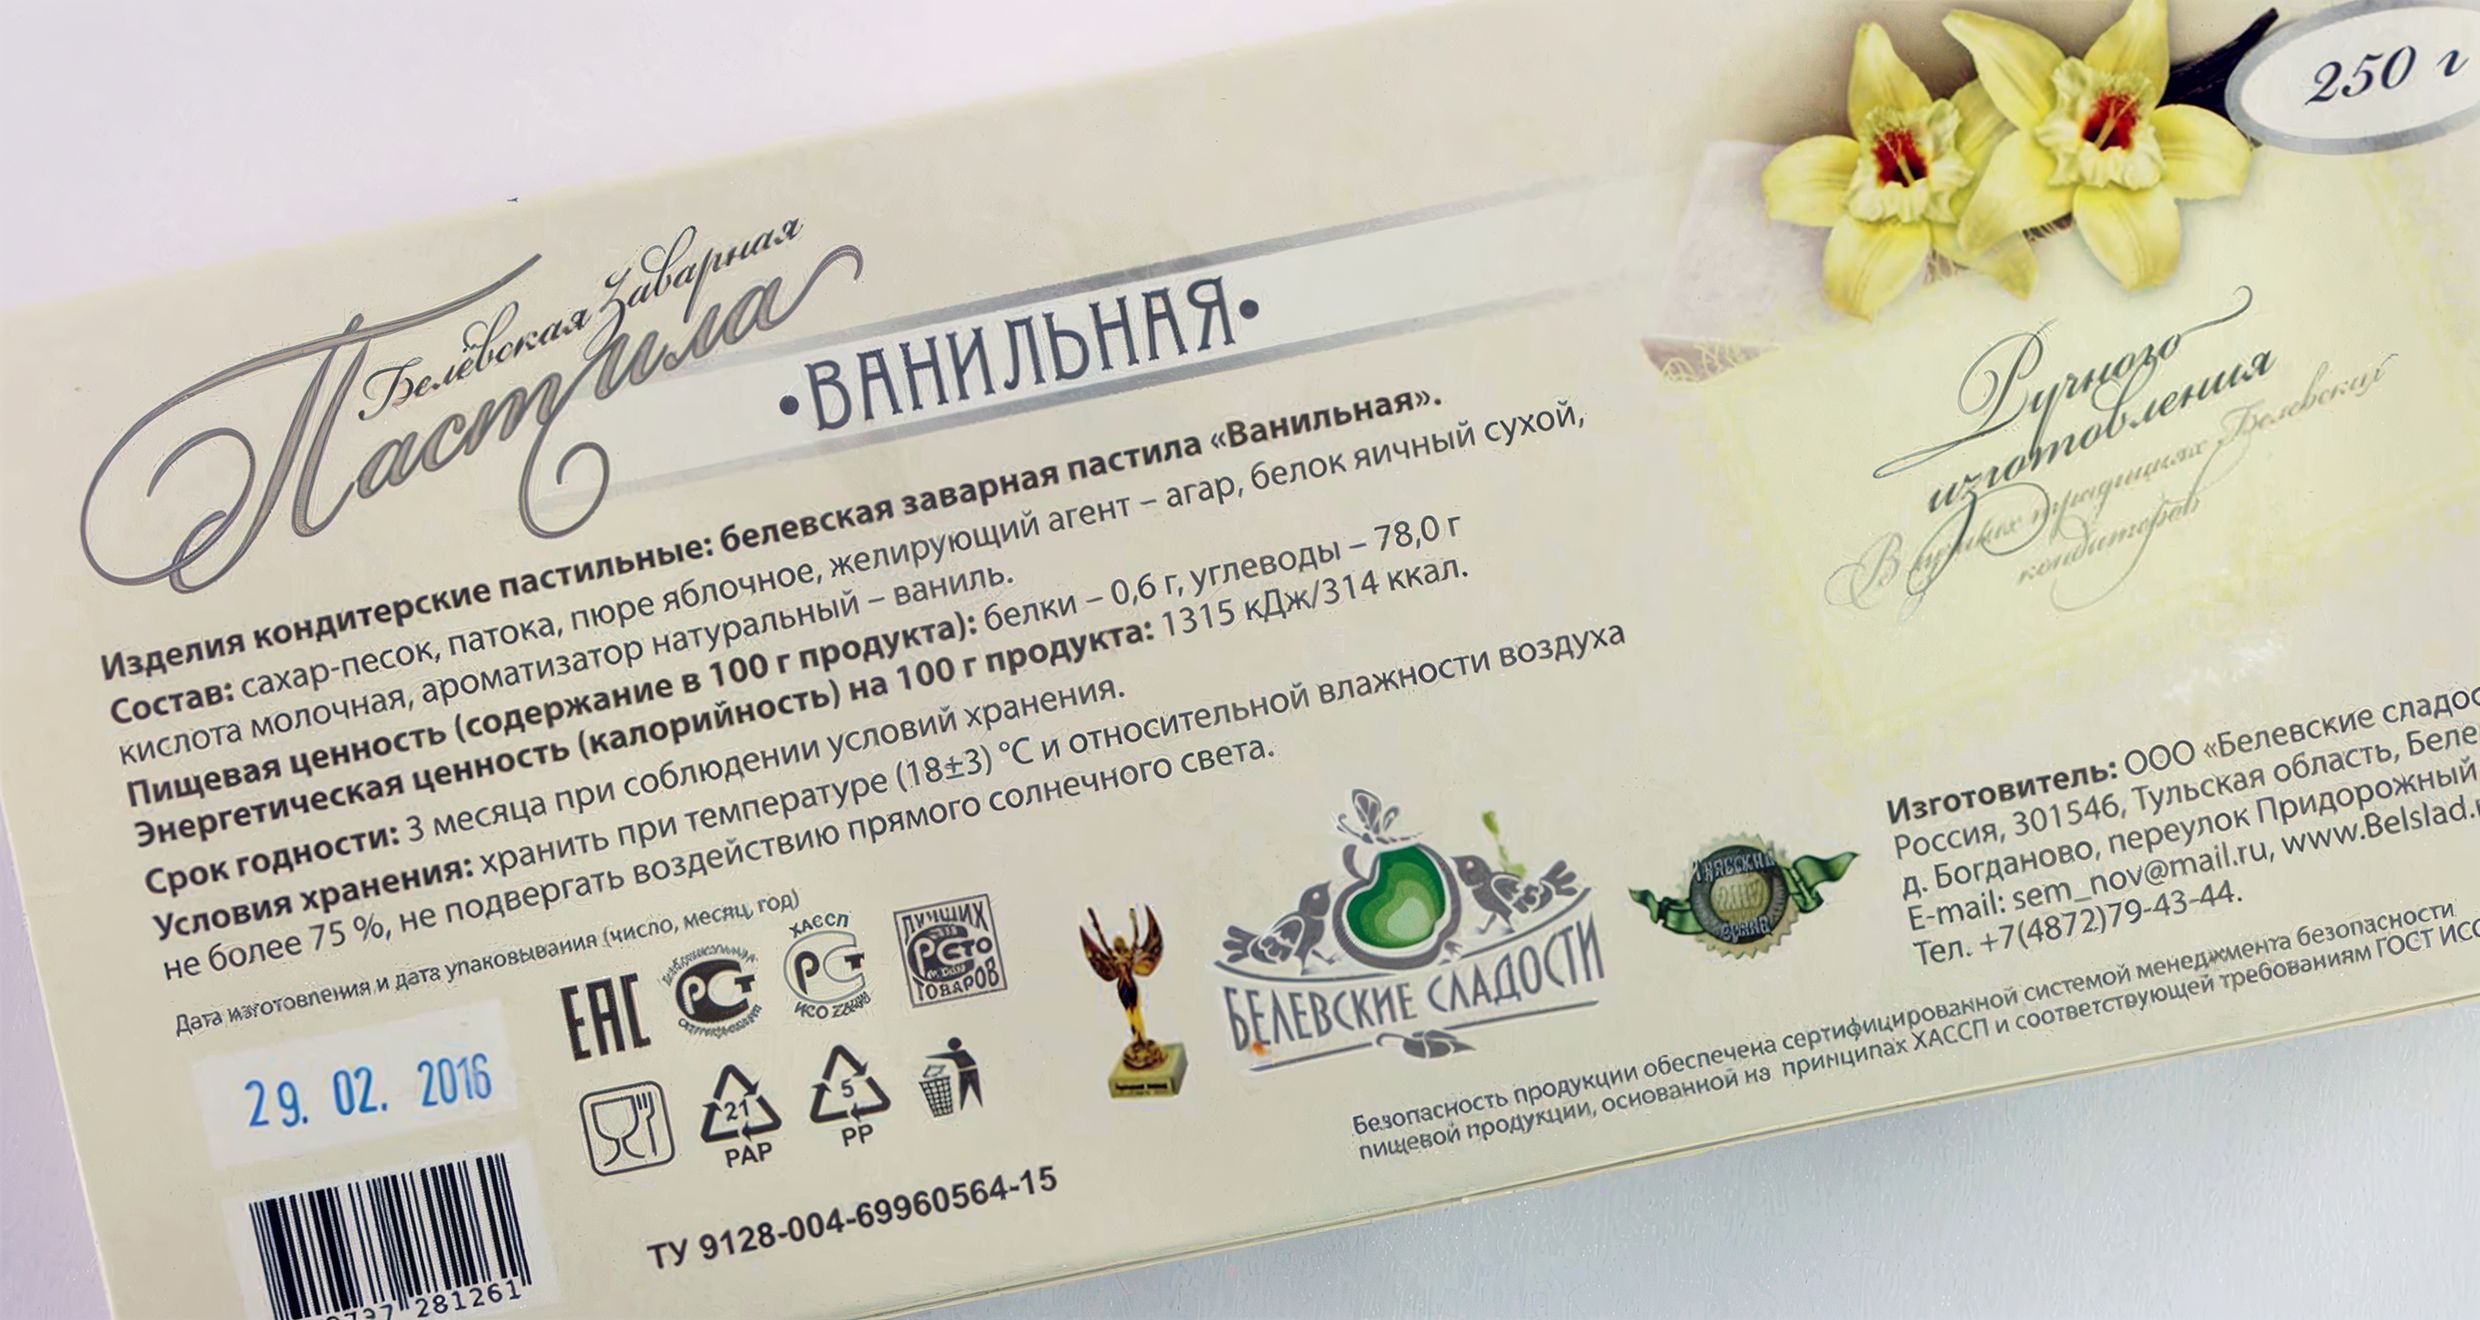 Белёвская заварная
Пастила
•ВАНИЛЬНАЯ•
250 г
Ручного
изготовления
традициях Белевских
кондитеров
Изделия кондитерские пастильные: белевская заварная пастила «Ванильная».
Состав: сахар-песок, патока, пюре яблочное, желирующий агент – агар, белок яичный сухой,
кислота молочная, ароматизатор натуральный – ваниль.
Пищевая ценность (содержание в 100 г продукта): белки – 0,6 г, углеводы – 78,0 г
Энергетическая ценность (калорийность) на 100 г продукта: 1315 кДж/314 ккал.
Срок годности: 3 месяца при соблюдении условий хранения.
Условия хранения: хранить при температуре (18±3) °С и относительной влажности воздуха
не более 75 %, не подвергать воздействию прямого солнечного света.
Дата изготовления и дата упаковывания (число, месяц, год)
29. 02. 2016
ЕАС
РСТ
ХАССП
РСТ
ИСО
ЛУЧШИХ
ТОВАРОВ
21
PAP
5
PP
БЕЛЕВСКИЕ СЛАДОСТИ
281261
ТУ 9128-004-69960564-15
Изготовитель: ООО «Белевские сладос
Россия, 301546, Тульская область, Беле
д. Богданово, переулок Придорожный
E-mail: sem_nov@mail.ru, www.Belslad.r
Тел. +7(4872)79-43-44.
Безопасность продукции обеспечена сертифицированной системой менеджмента безопасности
пищевой продукции, основанной на принципах ХАССП и соответствующей требованиям ГОСТ ИСО